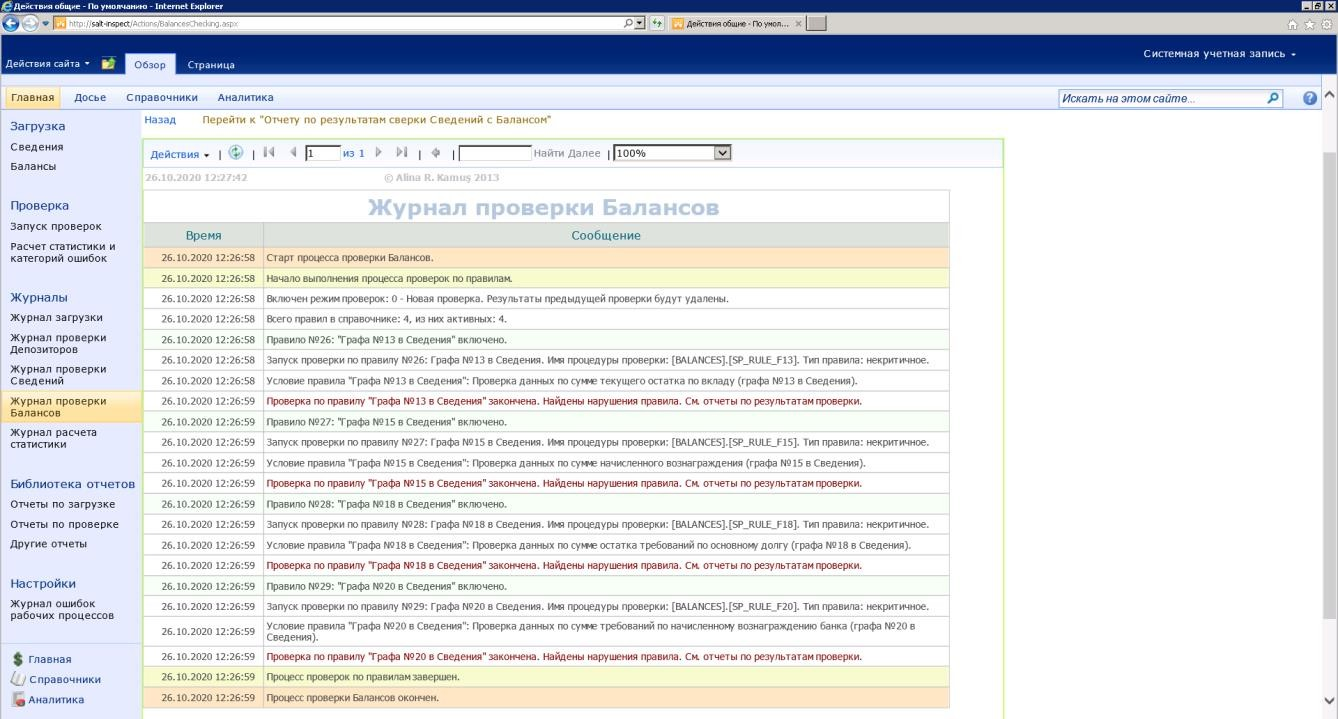 Действия общие - По умолчанию - Internet Explorer
http://salt-inspect/Actions/BalancesChecking.aspx
Действия общие - По умол...
Действия сайта
Обзор
Страница
Системная учетная запись
Главная Досье Справочники Аналитика
Искать на этом сайте...
Загрузка
Сведения
Балансы
Проверка
Запуск проверок
Расчет статистики и
категорий ошибок
Журналы
Журнал загрузки
Журнал проверки
Депозиторов
Журнал проверки
Сведений
Журнал проверки
Балансов
Журнал расчета
статистики
Библиотека отчетов
Отчеты по загрузке
Отчеты по проверке
Другие отчеты
Настройки
Журнал ошибок
рабочих процессов
Главная
Справочники
Аналитика
Назад Перейти к "Отчету по результатам сверки Сведений с Балансом"
Действия | | 1 из 1 | | Найти Далее | 100%
26.10.2020 12:27:42 © Alina R. Kamuş 2013
Журнал проверки Балансов
Время Сообщение
26.10.2020 12:26:58 Старт процесса проверки Балансов.
26.10.2020 12:26:58 Начало выполнения процесса проверок по правилам.
26.10.2020 12:26:58 Включен режим проверок: 0 - Новая проверка. Результаты предыдущей проверки будут удалены.
26.10.2020 12:26:58 Всего правил в справочнике: 4, из них активных: 4.
26.10.2020 12:26:58 Правило №26: "Графа №13 в Сведения" включено.
26.10.2020 12:26:58 Запуск проверки по правилу №26: Графа №13 в Сведения. Имя процедуры проверки: [BALANCES].[SP_RULE_F13]. Тип правила: некритичное.
26.10.2020 12:26:58 Условие правила "Графа №13 в Сведения": Проверка данных по сумме текущего остатка по вкладу (графа №13 в Сведения).
26.10.2020 12:26:59 Проверка по правилу "Графа №13 в Сведения" закончена. Найдены нарушения правила. См. отчеты по результатам проверки.
26.10.2020 12:26:59 Правило №27: "Графа №15 в Сведения" включено.
26.10.2020 12:26:59 Запуск проверки по правилу №27: Графа №15 в Сведения. Имя процедуры проверки: [BALANCES].[SP_RULE_F15]. Тип правила: некритичное.
26.10.2020 12:26:59 Условие правила "Графа №15 в Сведения": Проверка данных по сумме начисленного вознаграждения (графа №15 в Сведения).
26.10.2020 12:26:59 Проверка по правилу "Графа №15 в Сведения" закончена. Найдены нарушения правила. См. отчеты по результатам проверки.
26.10.2020 12:26:59 Правило №28: "Графа №18 в Сведения" включено.
26.10.2020 12:26:59 Запуск проверки по правилу №28: Графа №18 в Сведения. Имя процедуры проверки: [BALANCES].[SP_RULE_F18]. Тип правила: некритичное.
26.10.2020 12:26:59 Условие правила "Графа №18 в Сведения": Проверка данных по сумме остатка требований по основному долгу (графа №18 в Сведения).
26.10.2020 12:26:59 Проверка по правилу "Графа №18 в Сведения" закончена. Найдены нарушения правила. См. отчеты по результатам проверки.
26.10.2020 12:26:59 Правило №29: "Графа №20 в Сведения" включено.
26.10.2020 12:26:59 Запуск проверки по правилу №29: Графа №20 в Сведения. Имя процедуры проверки: [BALANCES].[SP_RULE_F20]. Тип правила: некритичное.
26.10.2020 12:26:59 Условие правила "Графа №20 в Сведения": Проверка данных по сумме требований по начисленному вознаграждению банка (графа №20 в
Сведения).
26.10.2020 12:26:59 Проверка по правилу "Графа №20 в Сведения" закончена. Найдены нарушения правила. См. отчеты по результатам проверки.
26.10.2020 12:26:59 Процесс проверок по правилам завершен.
26.10.2020 12:26:59 Процесс проверки Балансов окончен.